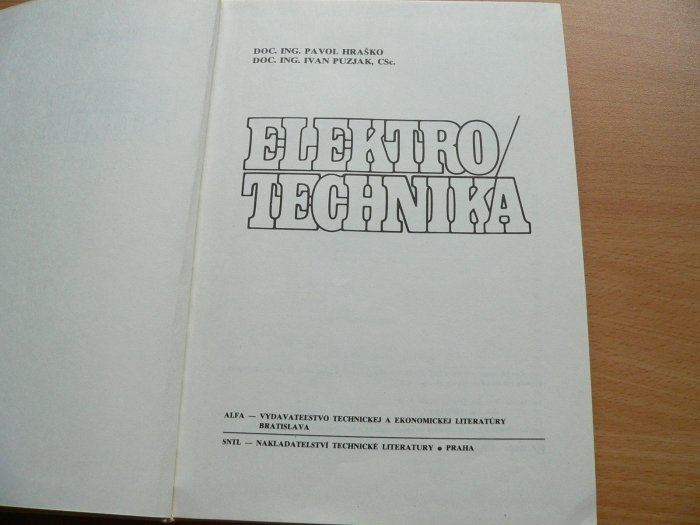 DOC. ING. PAVOL HRAŠKO
DOC. ING. IVAN PUZJAK, CSc.
ELEKTRO/
TECHNIKA
ALFA — VYDAVATEĽSTVO TECHNICKEJ A EKONOMICKEJ LITERATÚRY
BRATISLAVA
SNTL — NAKLADATELSTVÍ TECHNICKÉ LITERATURY ● PRAHA